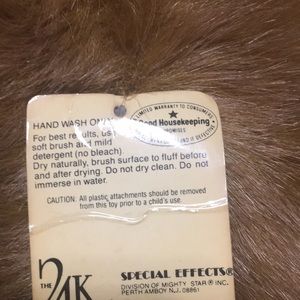 LIMITED WARRANTY TO CONSUMERS
Good Housekeeping
PROMISES
IF DEFECTIVE
HAND WASH ONLY
For best results, us
soft brush and mild
detergent (no bleach).
Dry naturally, brush surface to fluff before
and after drying. Do not dry clean. Do not
immerse in water.
CAUTION: All plastic attachments should be removed
from this toy prior to a child's use.
THE 24K
SPECIAL EFFECTS®
DIVISION OF MIGHTY STAR® INC.
PERTH AMBOY N.J. 08861